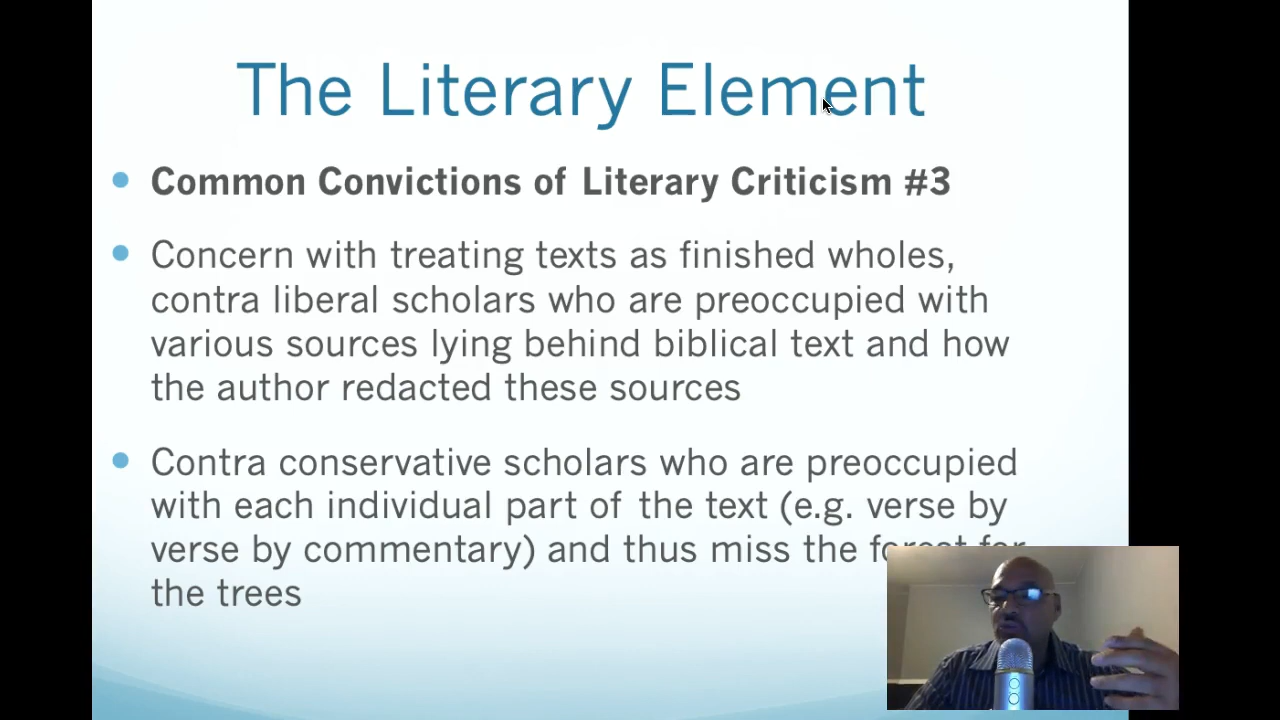 The Literary Element
Common Convictions of Literary Criticism #3
Concern with treating texts as finished wholes,
contra liberal scholars who are preoccupied with
various sources lying behind biblical text and how
the author redacted these sources
Contra conservative scholars who are preoccupied
with each individual part of the text (e.g. verse by
verse by commentary) and thus miss the forest for
the trees